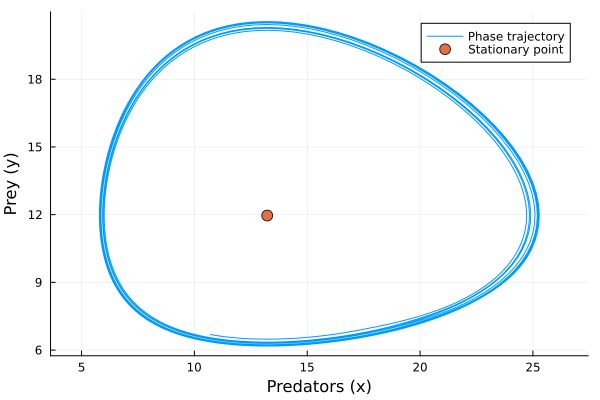 Phase trajectory
Stationary point
Prey (y)
18
15
12
9
6
5
10
15
20
25
Predators (x)